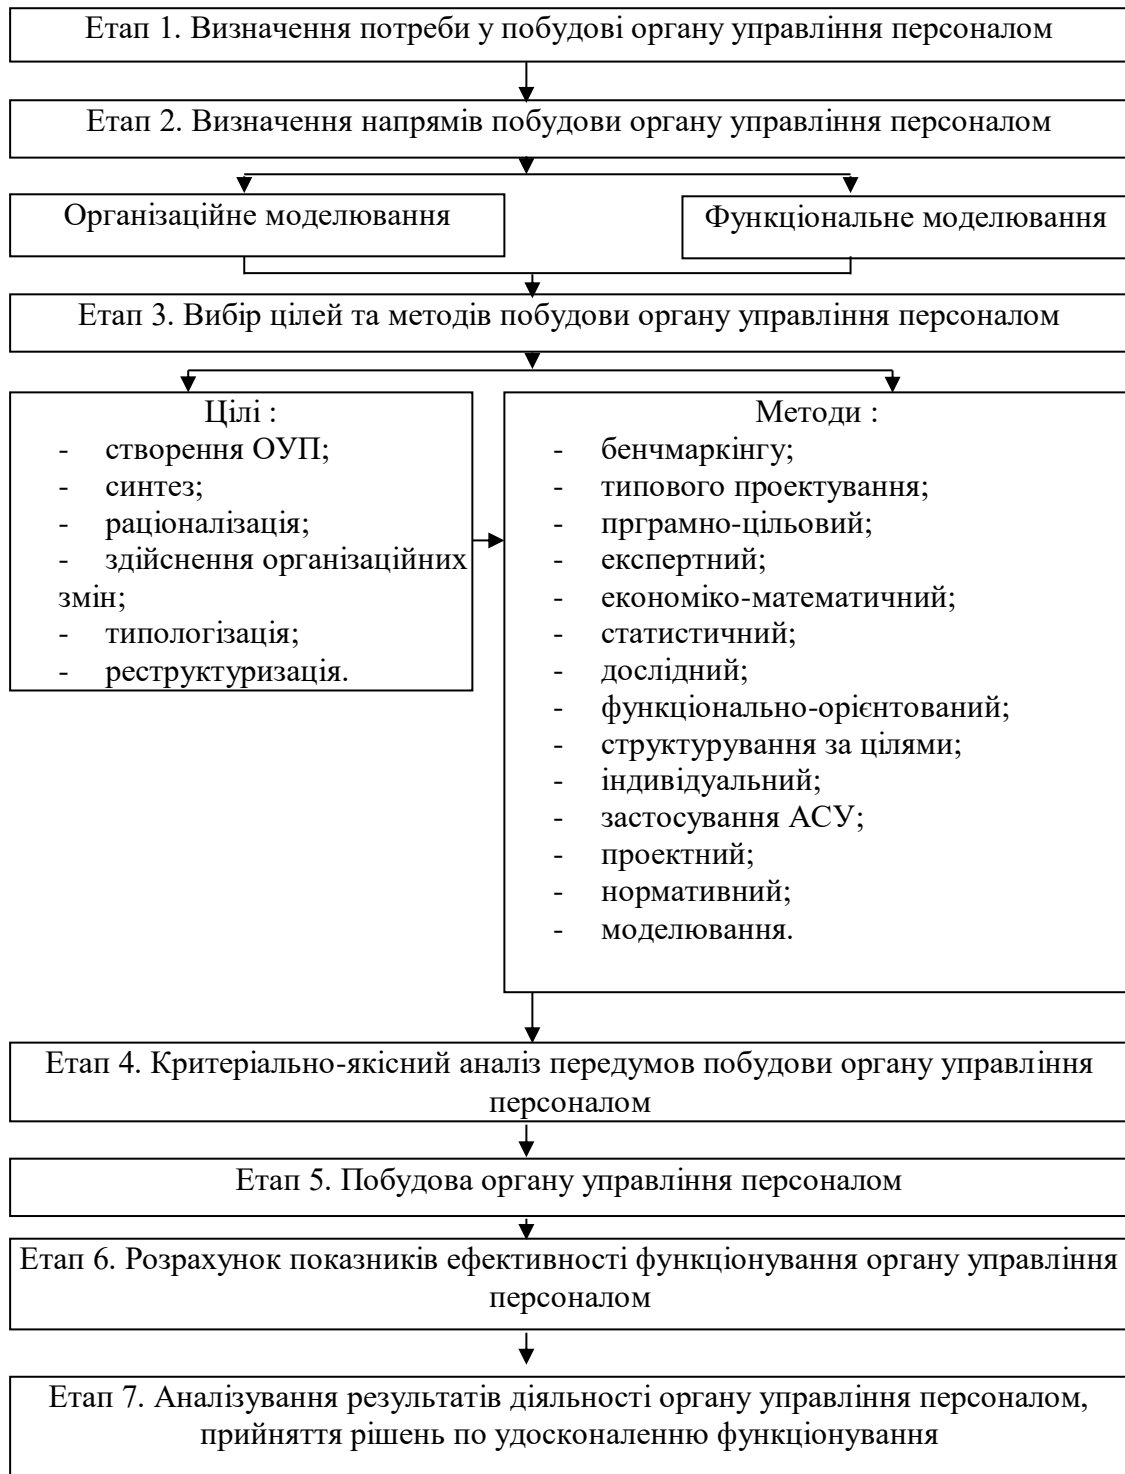 Етап 1. Визначення потреби у побудові органу управління персоналом
Етап 2. Визначення напрямів побудови органу управління персоналом
Організаційне моделювання
Функціональне моделювання
Етап 3. Вибір цілей та методів побудови органу управління персоналом
Цілі :
- створення ОУП;
- синтез;
- раціоналізація;
- здійснення організаційних
змін;
- типологізація;
- реструктуризація.
Методи :
- бенчмаркінгу;
- типового проектування;
- прграмно-цільовий;
- експертний;
- економіко-математичний;
- статистичний;
- дослідний;
- функціонально-орієнтований;
- структурування за цілями;
- індивідуальний;
- застосування АСУ;
- проектний;
- нормативний;
- моделювання.
Етап 4. Критеріально-якісний аналіз передумов побудови органу управління
персоналом
Етап 5. Побудова органу управління персоналом
Етап 6. Розрахунок показників ефективності функціонування органу управління
персоналом
Етап 7. Аналізування результатів діяльності органу управління персоналом,
прийняття рішень по удосконаленню функціонування